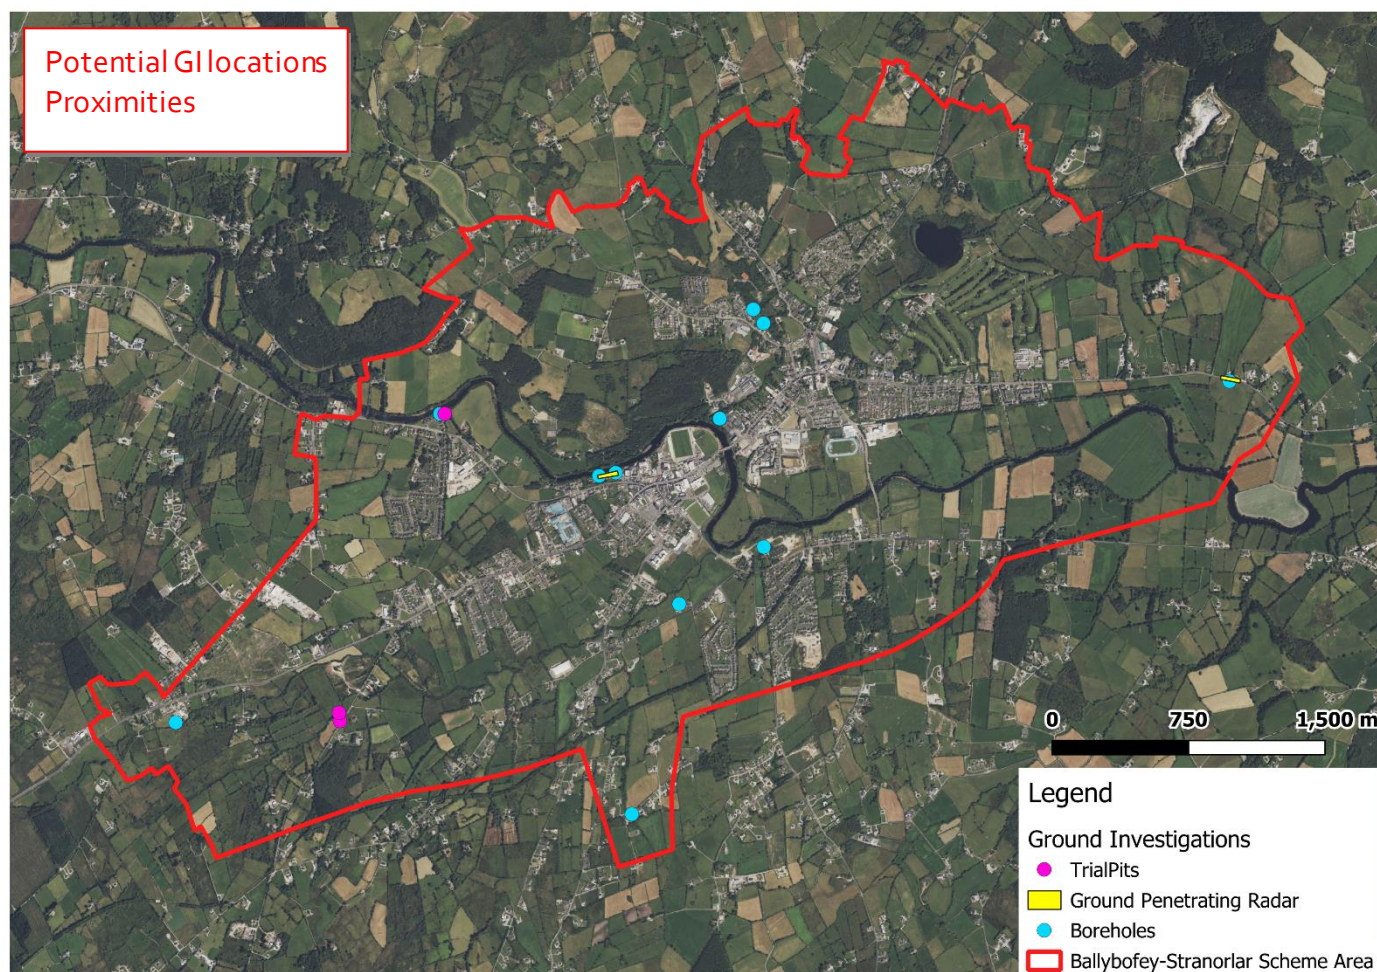 Potential GI locations
Proximities
0 750 1,500 m
Legend
Ground Investigations
TrialPits
Ground Penetrating Radar
Boreholes
Ballybofey-Stranorlar Scheme Area